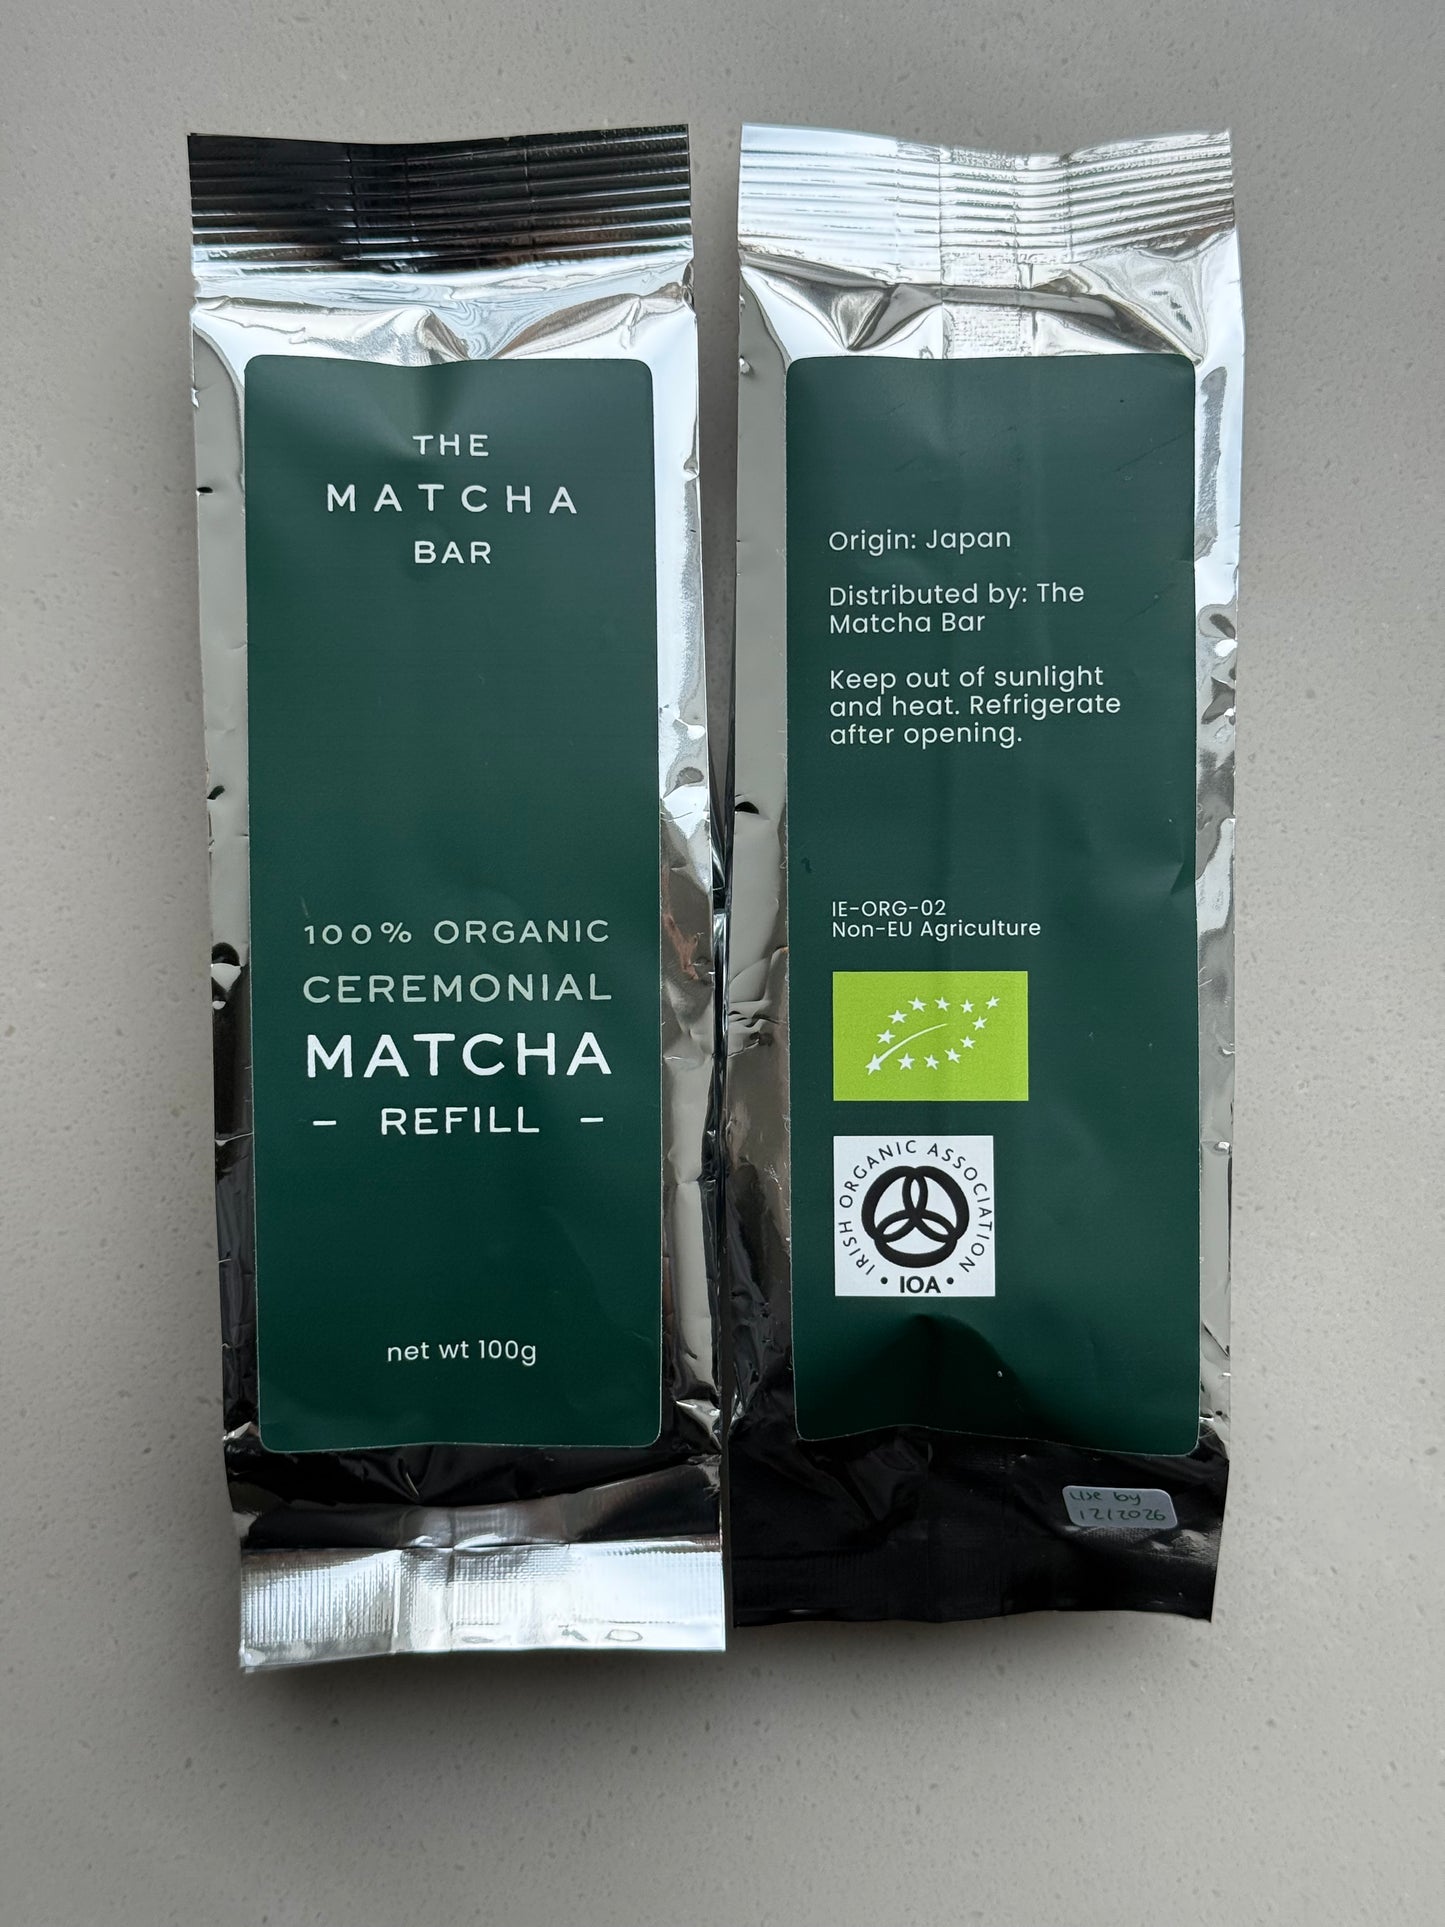 THE
MATCHA
BAR
100% ORGANIC
CEREMONIAL
MATCHA
– REFILL –
net wt 100g
Origin: Japan
Distributed by: The
Matcha Bar
Keep out of sunlight
and heat. Refrigerate
after opening.
IE-ORG-02
Non-EU Agriculture
IRISH ORGANIC ASSOCIATION
• IOA •
Use by
12/2026